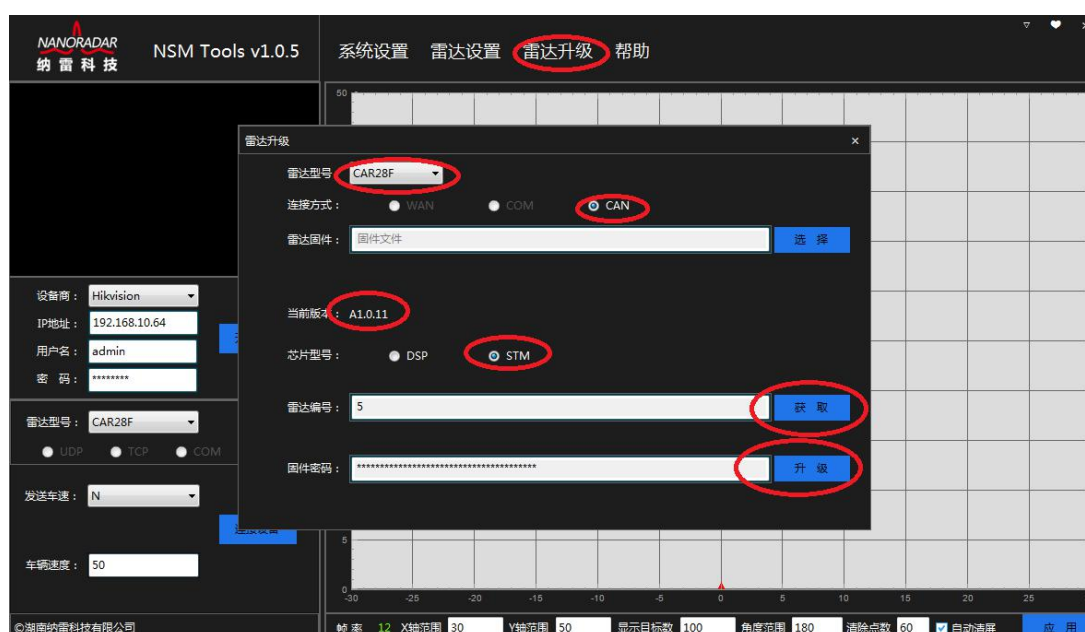 NANORADAR
纳雷科技
NSM Tools v1.0.5
系统设置 雷达设置 雷达升级 帮助
50
雷达升级 ×
雷达型号 CAR28F
连接方式： WAN COM CAN
雷达固件： 固件文件 选 择
当前版本： A1.0.11
芯片型号： DSP STM
雷达编号： 5 获 取
固件密码： *************************************** 升 级
设备商： Hikvision
IP地址： 192.168.10.64
用户名： admin
密 码： ********
雷达型号： CAR28F
UDP TCP COM
发送车速： N
连接设备
车辆速度： 50
5
0
-30 -25 -20 -15 -10 -5 0 5 10 15 20 25
©湖南纳雷科技有限公司
帧 率 12 X轴范围 30 Y轴范围 50 显示目标数 100 角度范围 180 清除点数 60 自动清屏 应 用